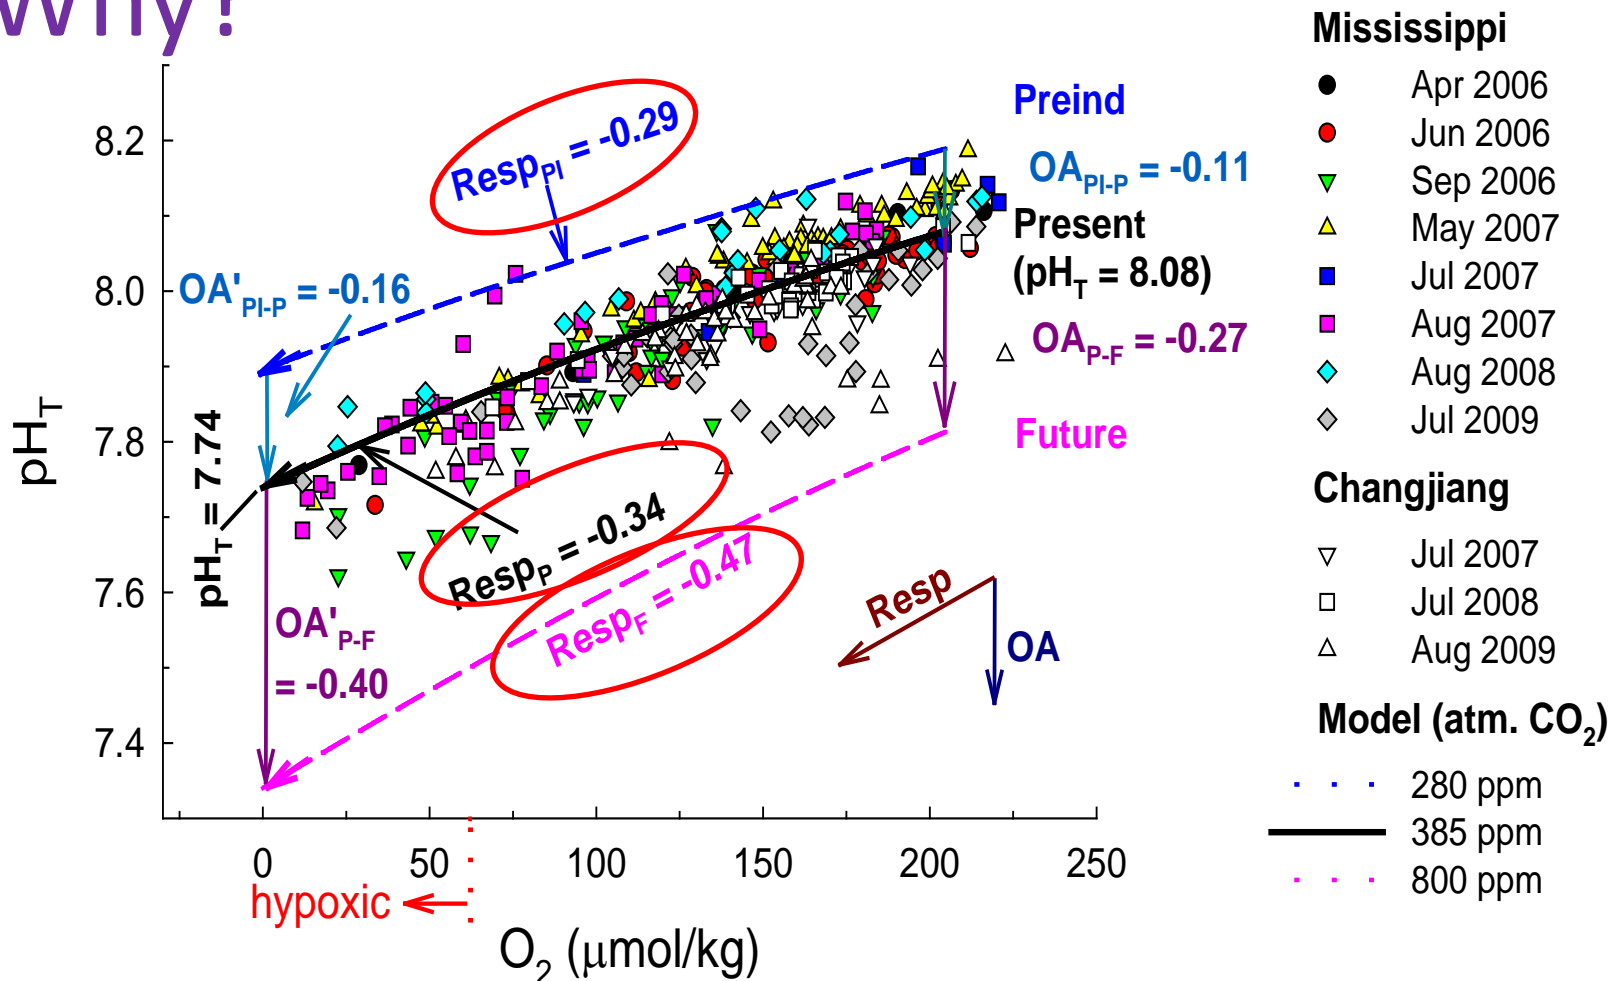 Why?
Preind
OA_PI-P = -0.11
Present
(pH_T = 8.08)
OA_P-F = -0.27
Future
Resp_PI = -0.29
OA'_PI-P = -0.16
pH_T = 7.74
Resp_P = -0.34
Resp_F = -0.47
OA'_P-F
= -0.40
Resp
OA
pH_T
8.2
8.0
7.8
7.6
7.4
0 50 100 150 200 250
hypoxic
O_2 (μmol/kg)
Mississippi
Apr 2006
Jun 2006
Sep 2006
May 2007
Jul 2007
Aug 2007
Aug 2008
Jul 2009
Changjiang
Jul 2007
Jul 2008
Aug 2009
Model (atm. CO_2)
280 ppm
385 ppm
800 ppm